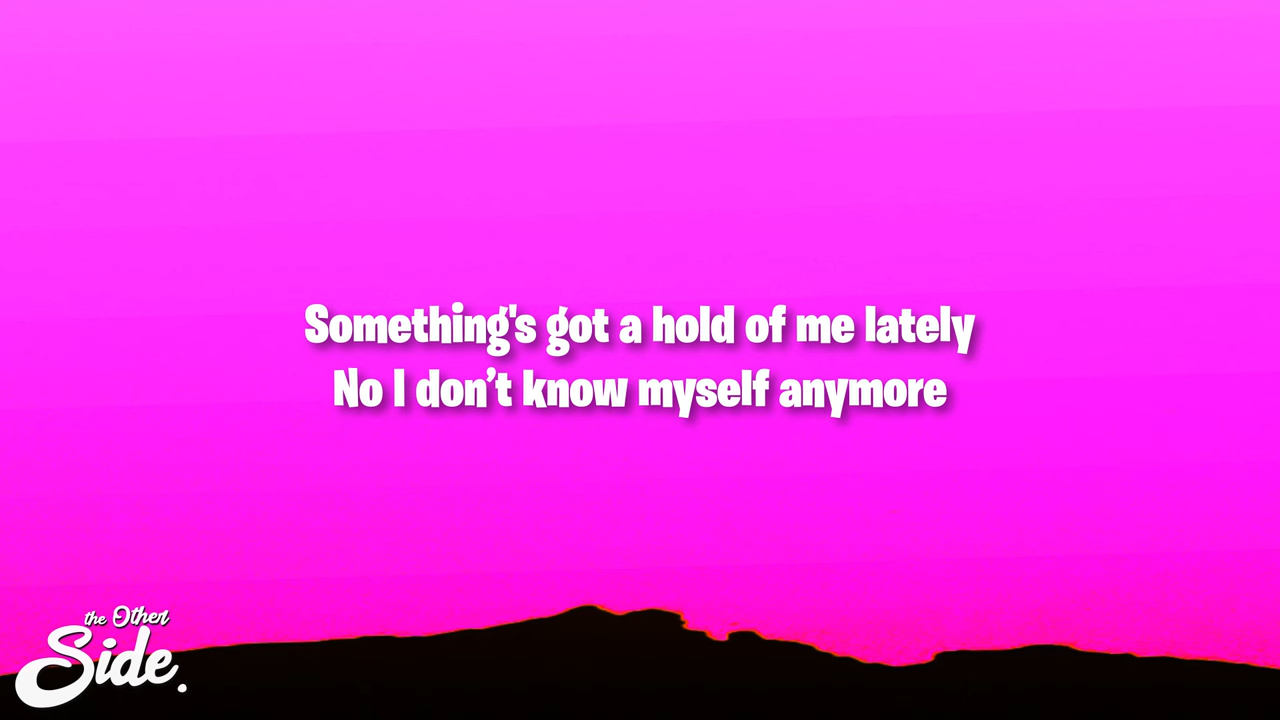 Something's got a hold of me lately
No I don’t know myself anymore
the Other
Side.